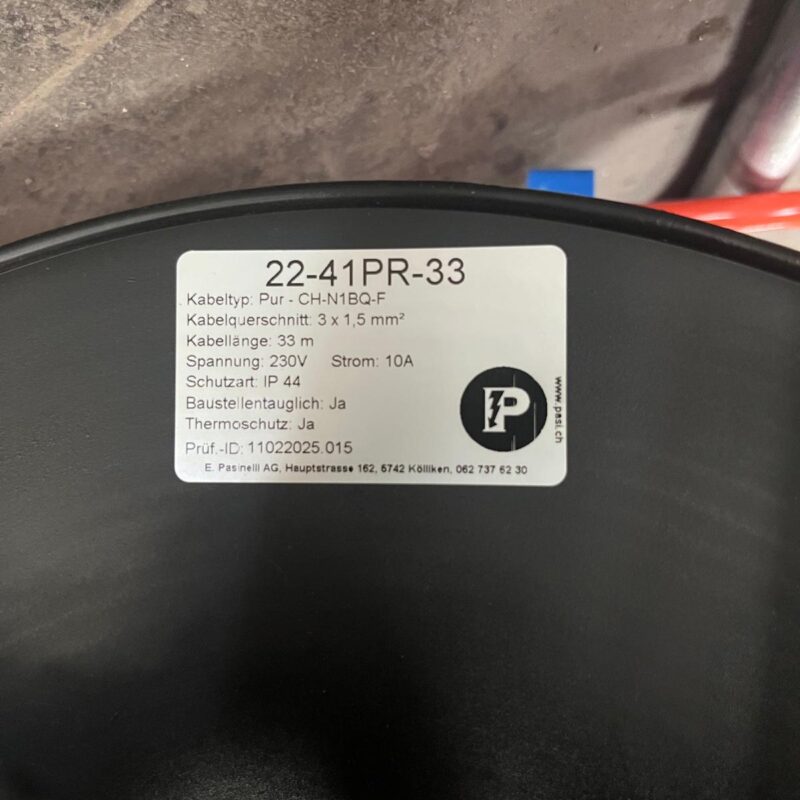 22-41PR-33
Kabeltyp: Pur - CH-N1BQ-F
Kabelquerschnitt: 3 x 1,5 mm²
Kabellänge: 33 m
Spannung: 230V Strom: 10A
Schutzart: IP 44
Baustellentauglich: Ja
Thermoschutz: Ja
Prüf.-ID: 11022025.015
E. Pasinelli AG, Hauptstrasse 162, 5742 Kölliken, 062 737 62 30
P
www.pasi.ch